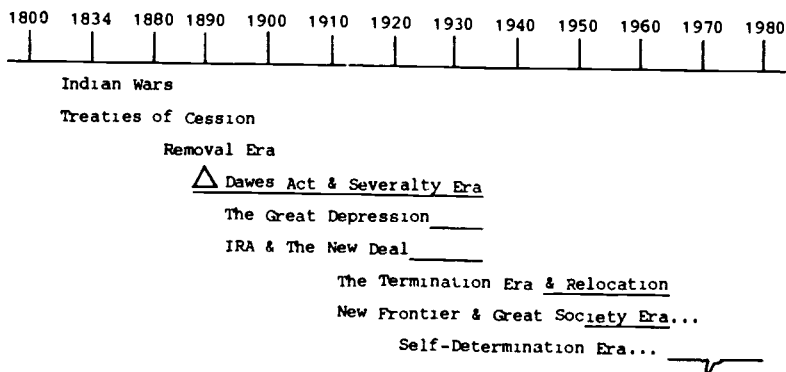 1800 1834 1880 1890 1900 1910 1920 1930 1940 1950 1960 1970 1980
Indian Wars
Treaties of Cession
Removal Era
Dawes Act & Severalty Era
The Great Depression
IRA & The New Deal
The Termination Era & Relocation
New Frontier & Great Society Era...
Self-Determination Era...